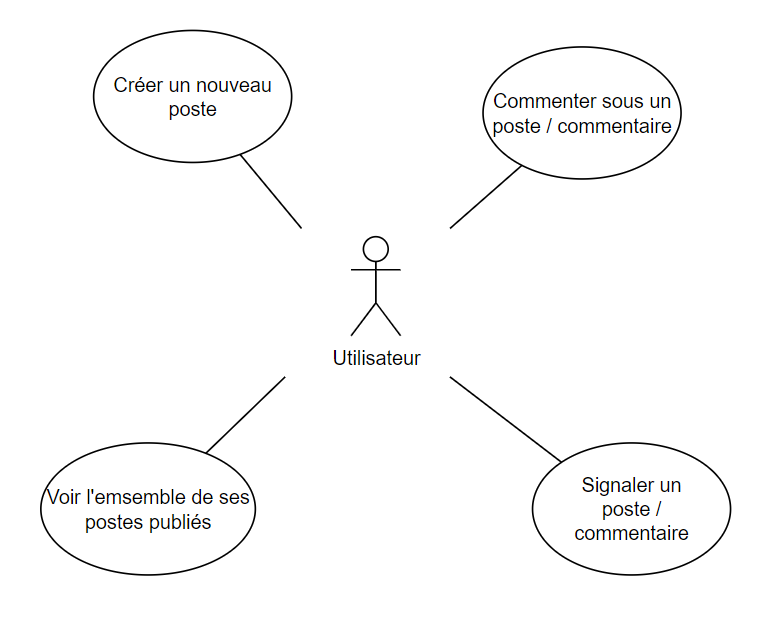 Créer un nouveau
poste
Commenter sous un
poste / commentaire
Utilisateur
Voir l'emsemble de ses
postes publiés
Signaler un
poste /
commentaire